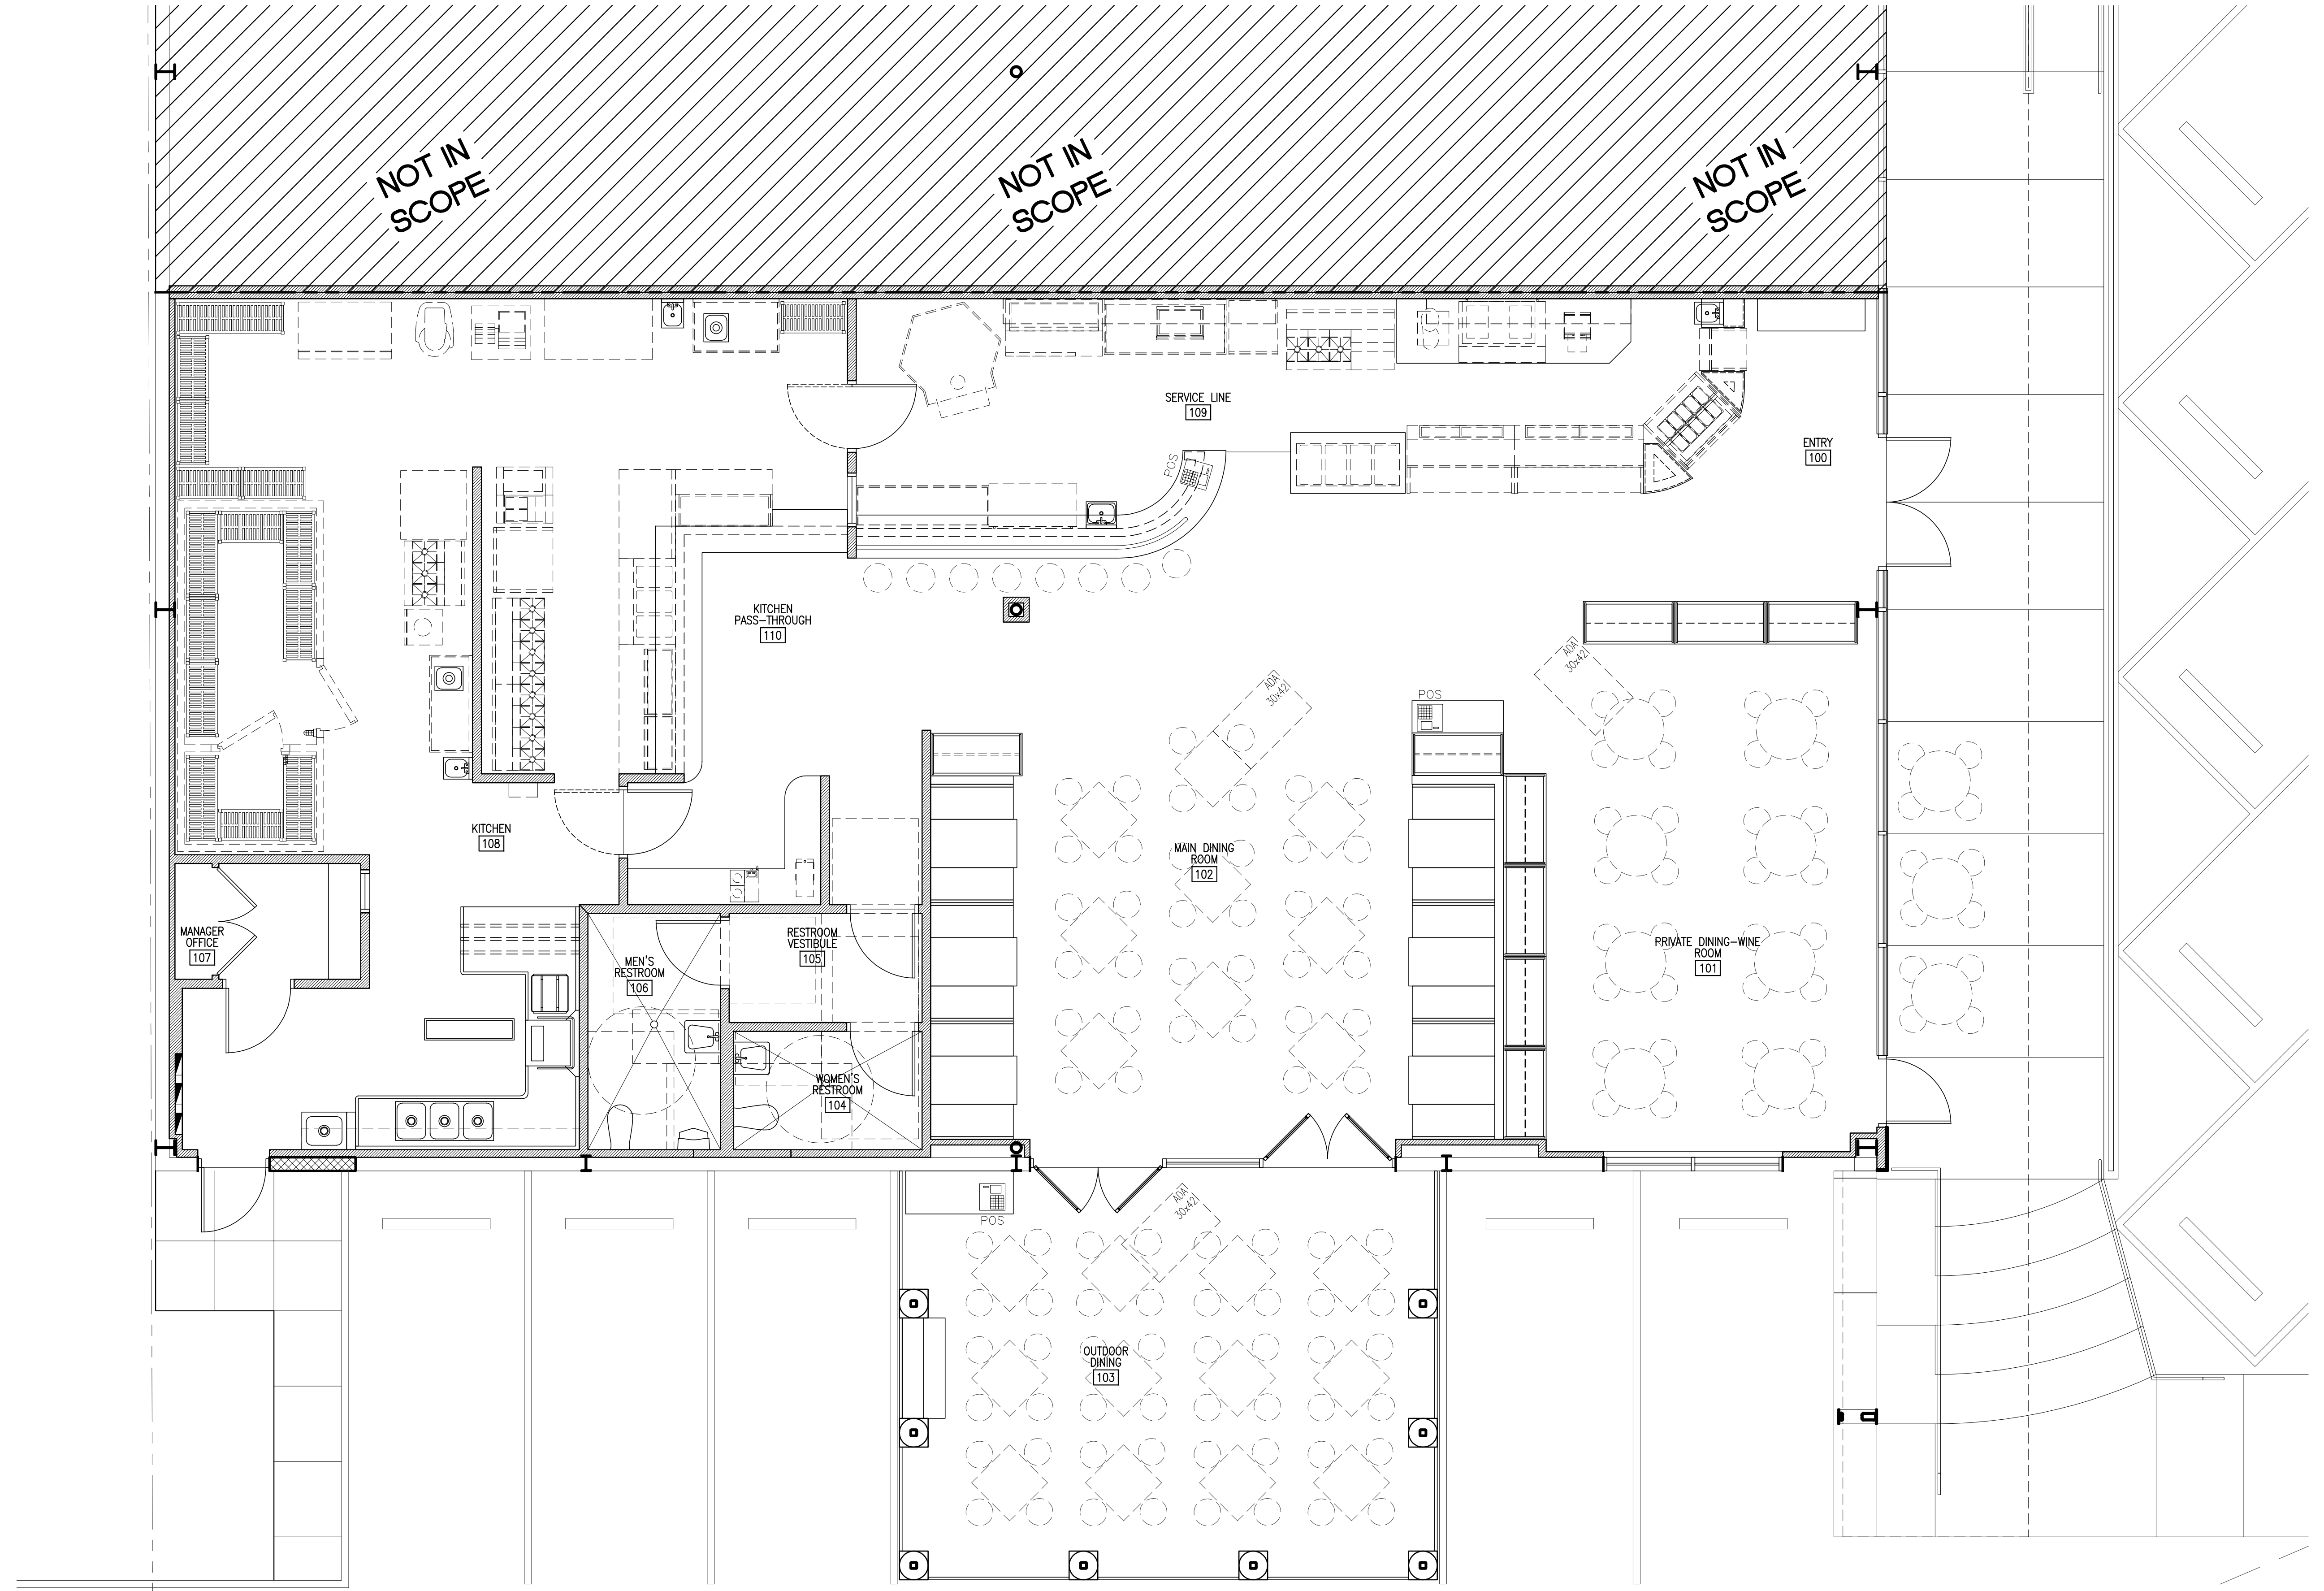 NOT IN
SCOPE
NOT IN
SCOPE
NOT IN
SCOPE
SERVICE LINE
109
ENTRY
100
POS
KITCHEN
PASS-THROUGH
110
ADA
30x42
ADA
30x42
POS
KITCHEN
108
MAIN DINING
ROOM
102
MANAGER
OFFICE
107
RESTROOM
VESTIBULE
105
MEN'S
RESTROOM
106
PRIVATE DINING-WINE
ROOM
101
WOMEN'S
RESTROOM
104
ADA
30x42
POS
OUTDOOR
DINING
103